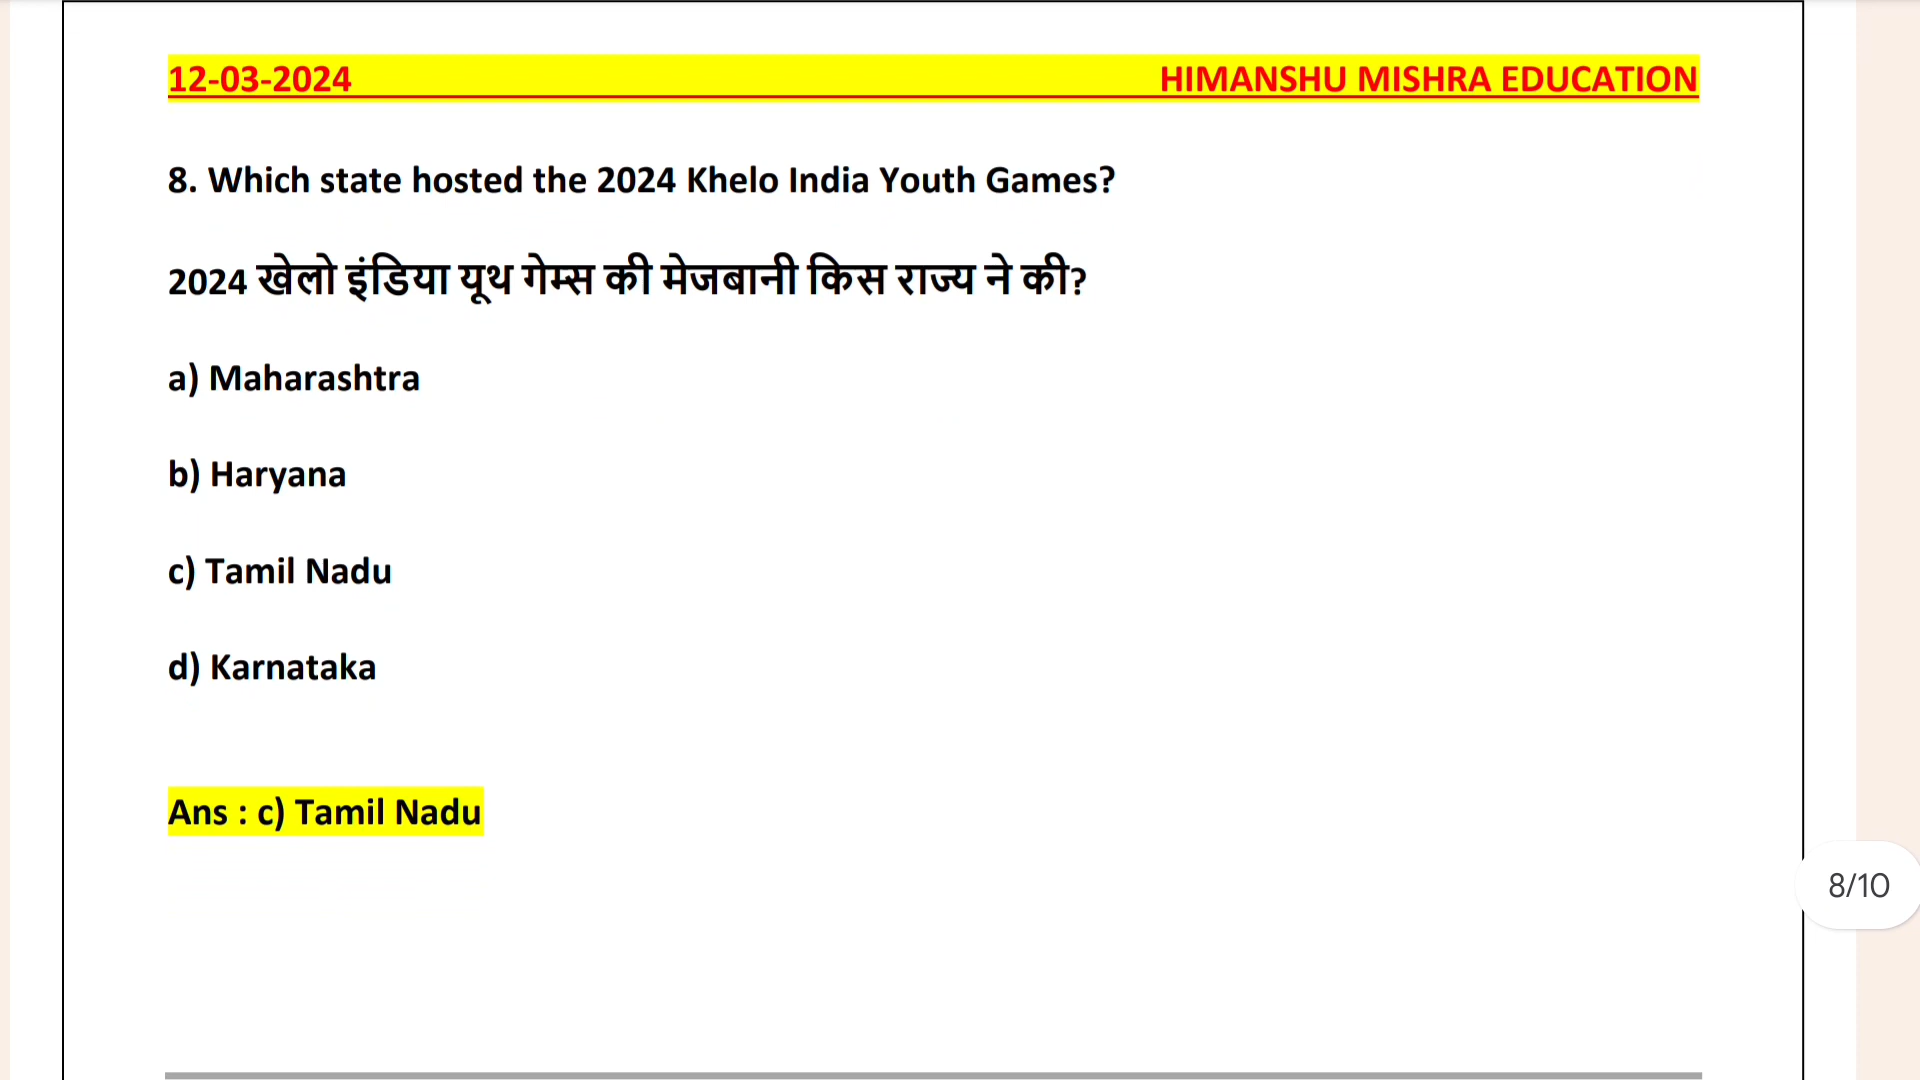 12-03-2024 HIMANSHU MISHRA EDUCATION
8. Which state hosted the 2024 Khelo India Youth Games?
2024 खेलो इंडिया यूथ गेम्स की मेजबानी किस राज्य ने की?
a) Maharashtra
b) Haryana
c) Tamil Nadu
d) Karnataka
Ans : c) Tamil Nadu
8/10